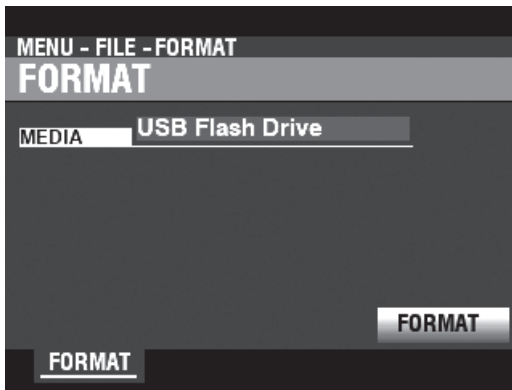 MENU - FILE -FORMAT
FORMAT
MEDIA USB Flash Drive
FORMAT
FORMAT